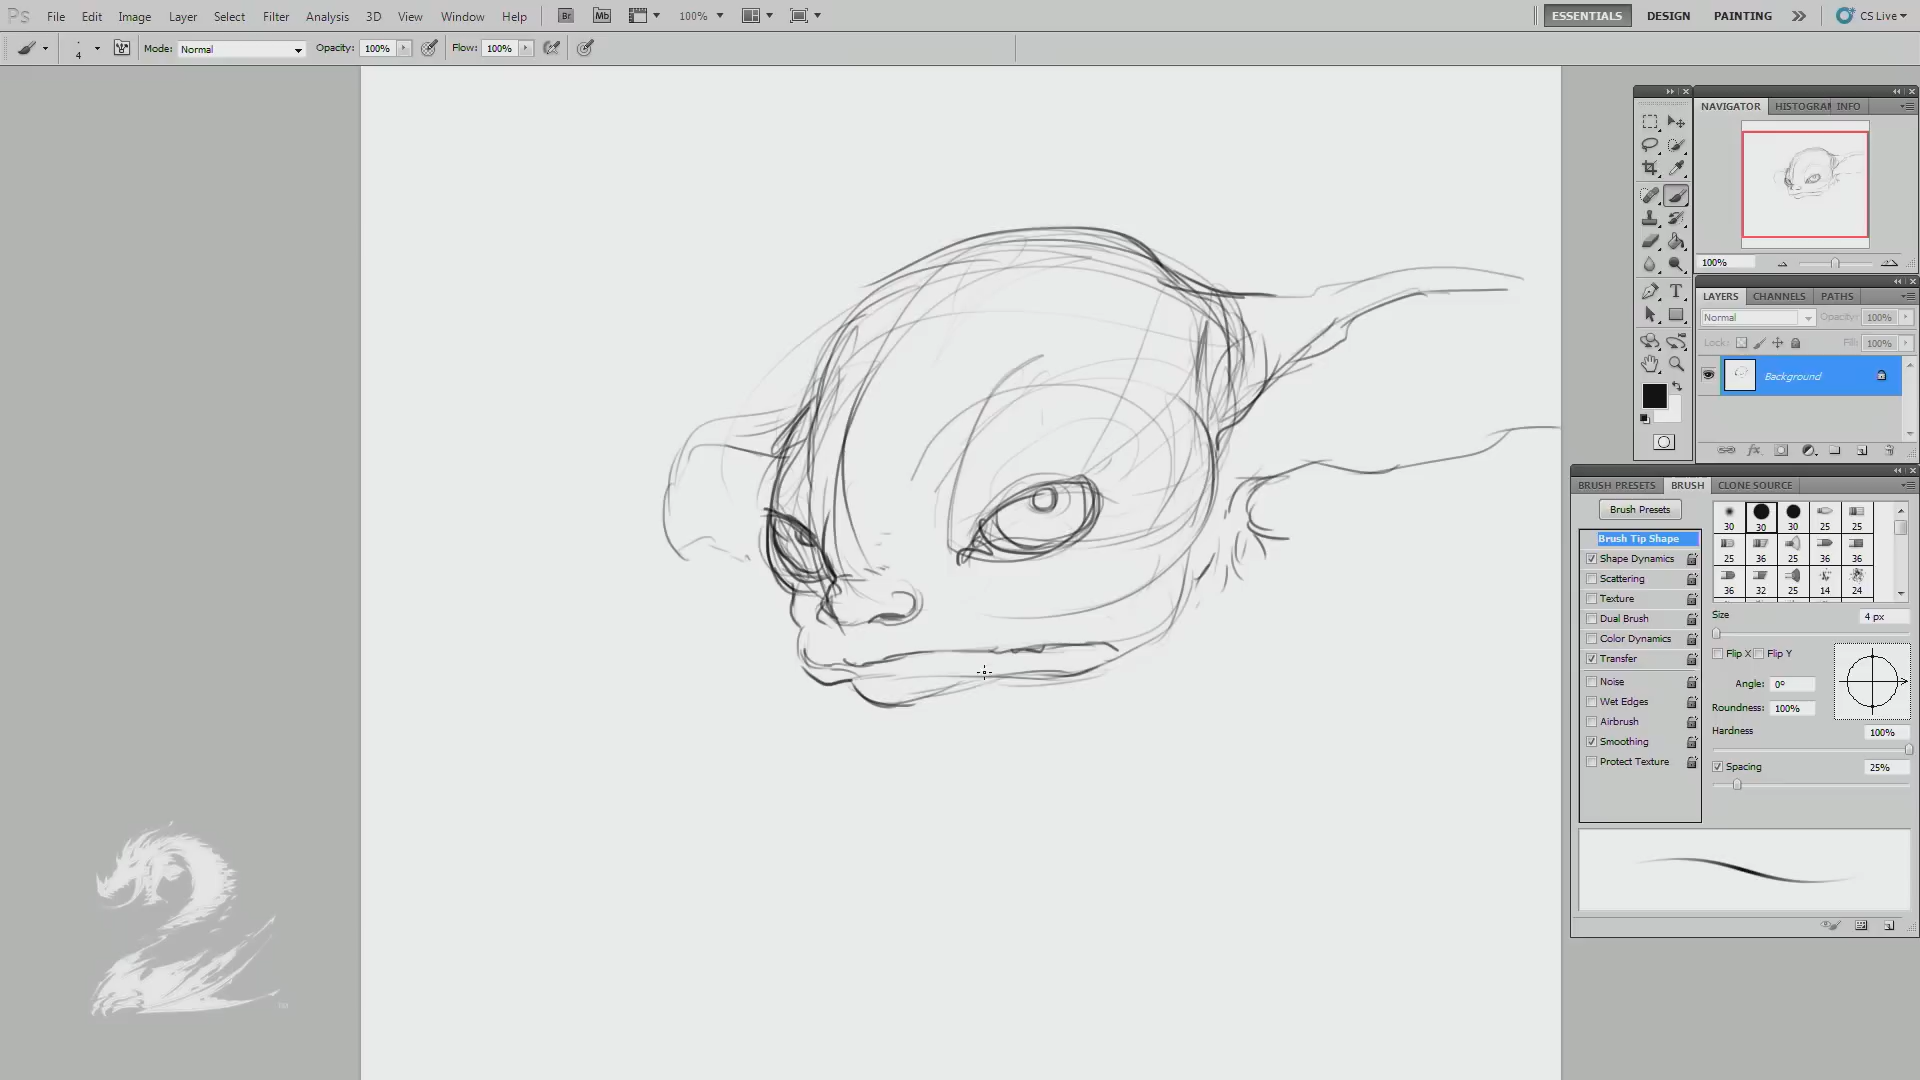 Ps File Edit Image Layer Select Filter Analysis 3D View Window Help Br Mb 100% ESSENTIALS DESIGN PAINTING CS Live
4 Mode: Normal Opacity: 100% Flow: 100%
NAVIGATOR HISTOGRAM INFO
100%
LAYERS CHANNELS PATHS
Normal Opacity: 100%
Lock: Fill: 100%
Background
BRUSH PRESETS BRUSH CLONE SOURCE
Brush Presets
30 30 30 25 25
25 36 25 36 36
36 32 25 14 24
Brush Tip Shape
Shape Dynamics
Scattering
Texture
Dual Brush
Color Dynamics
Transfer
Noise
Wet Edges
Airbrush
Smoothing
Protect Texture
Size 4 px
Flip X Flip Y
Angle: 0º
Roundness: 100%
Hardness 100%
Spacing 25%